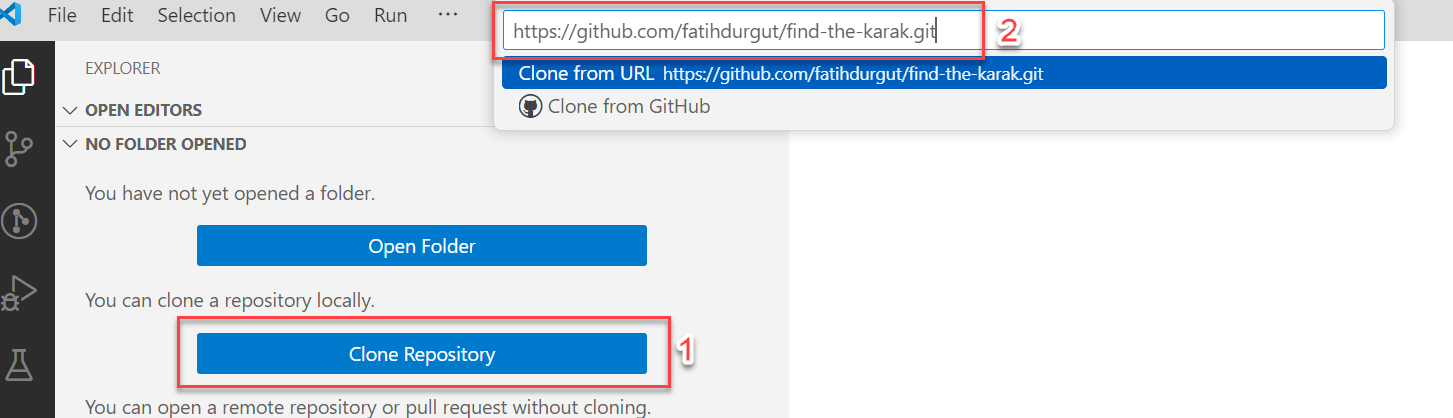 File Edit Selection View Go Run ···
https://github.com/fatihdurgut/find-the-karak.git
2
Clone from URL https://github.com/fatihdurgut/find-the-karak.git
Clone from GitHub
EXPLORER
OPEN EDITORS
NO FOLDER OPENED
You have not yet opened a folder.
Open Folder
You can clone a repository locally.
Clone Repository
1
You can open a remote repository or pull request without cloning.